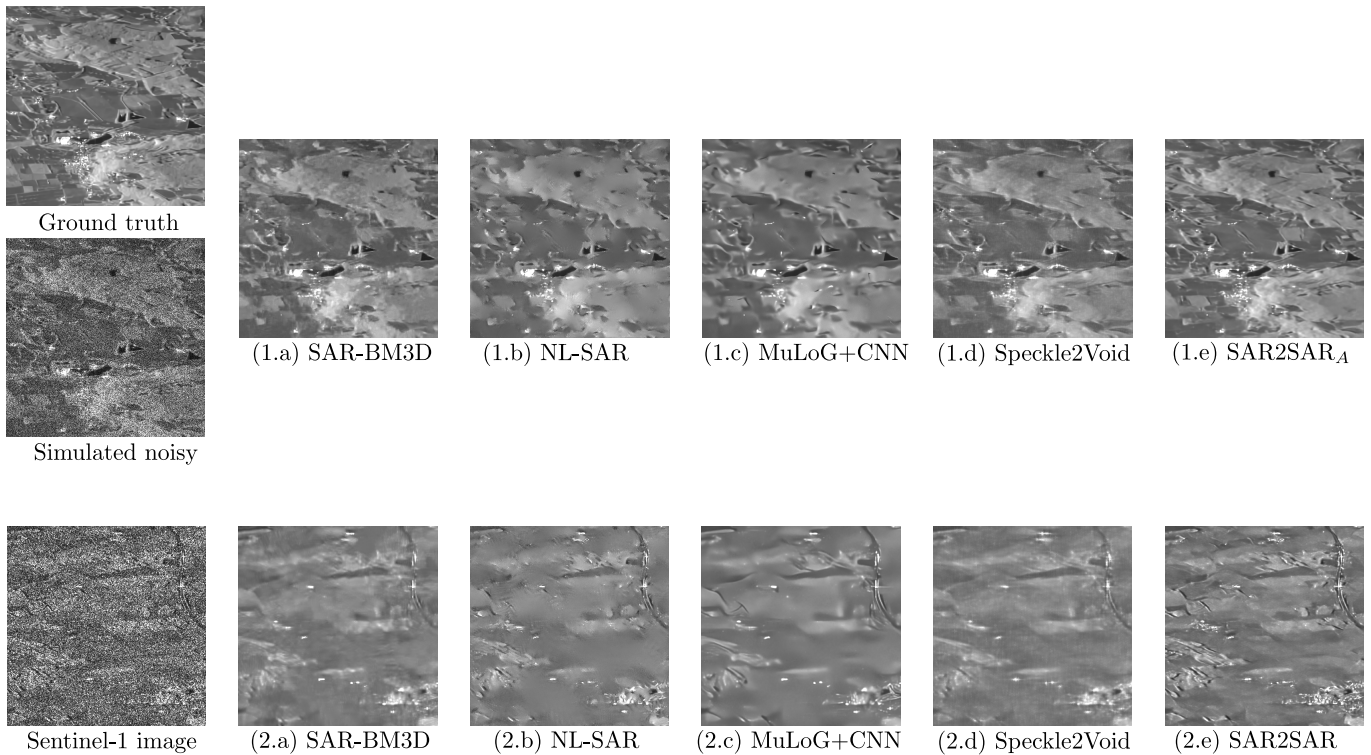 Ground truth
Simulated noisy
(1.a) SAR-BM3D
(1.b) NL-SAR
(1.c) MuLoG+CNN
(1.d) Speckle2Void
(1.e) SAR2SAR_A
Sentinel-1 image
(2.a) SAR-BM3D
(2.b) NL-SAR
(2.c) MuLoG+CNN
(2.d) Speckle2Void
(2.e) SAR2SAR